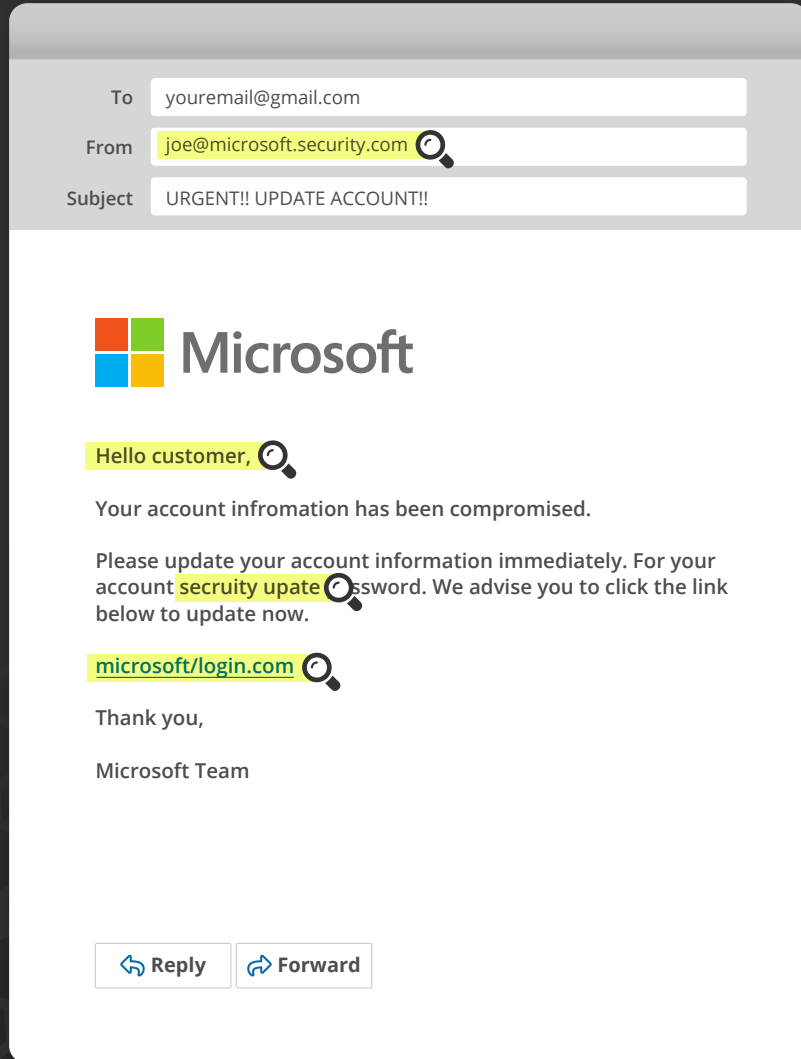 To youremail@gmail.com
From joe@microsoft.security.com
Subject URGENT!! UPDATE ACCOUNT!!
Microsoft
Hello customer,
Your account infromation has been compromised.
Please update your account information immediately. For your
account secruity upate ssword. We advise you to click the link
below to update now.
microsoft/login.com
Thank you,
Microsoft Team
Reply Forward